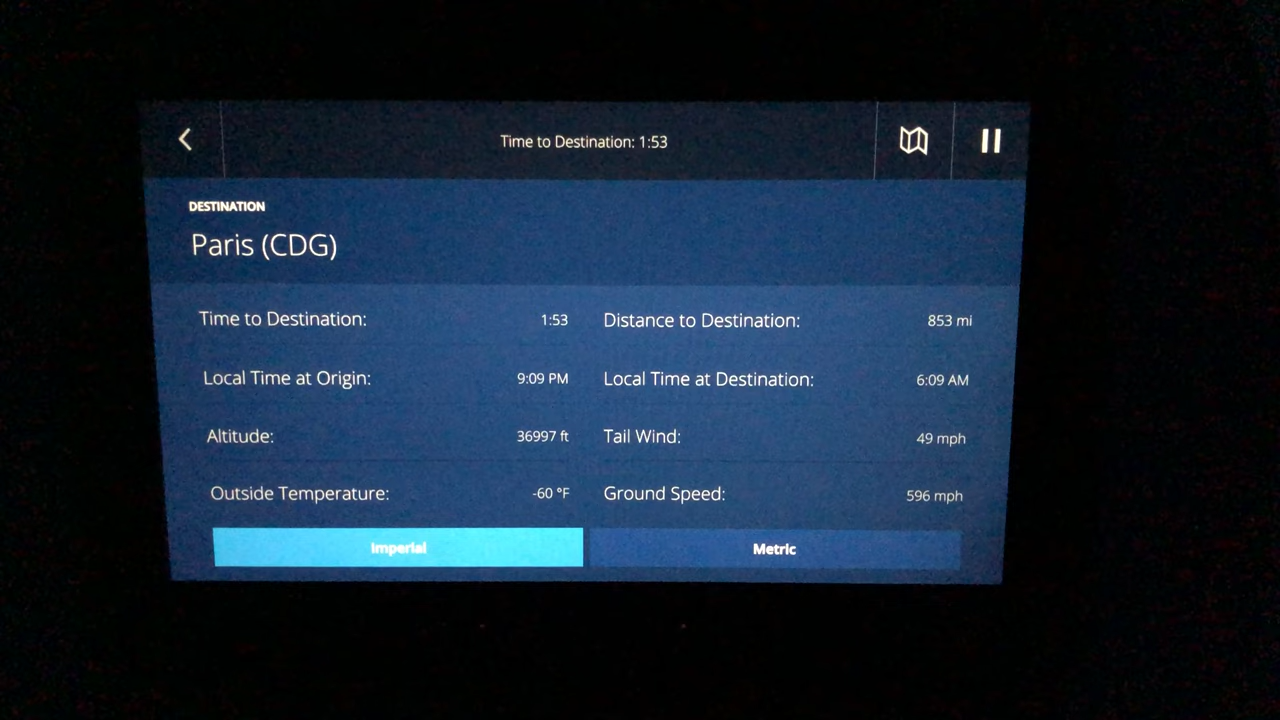 Time to Destination: 1:53
DESTINATION
Paris (CDG)
Time to Destination: 1:53 Distance to Destination: 853 mi
Local Time at Origin: 9:09 PM Local Time at Destination: 6:09 AM
Altitude: 36997 ft Tail Wind: 49 mph
Outside Temperature: -60 °F Ground Speed: 596 mph
Imperial Metric